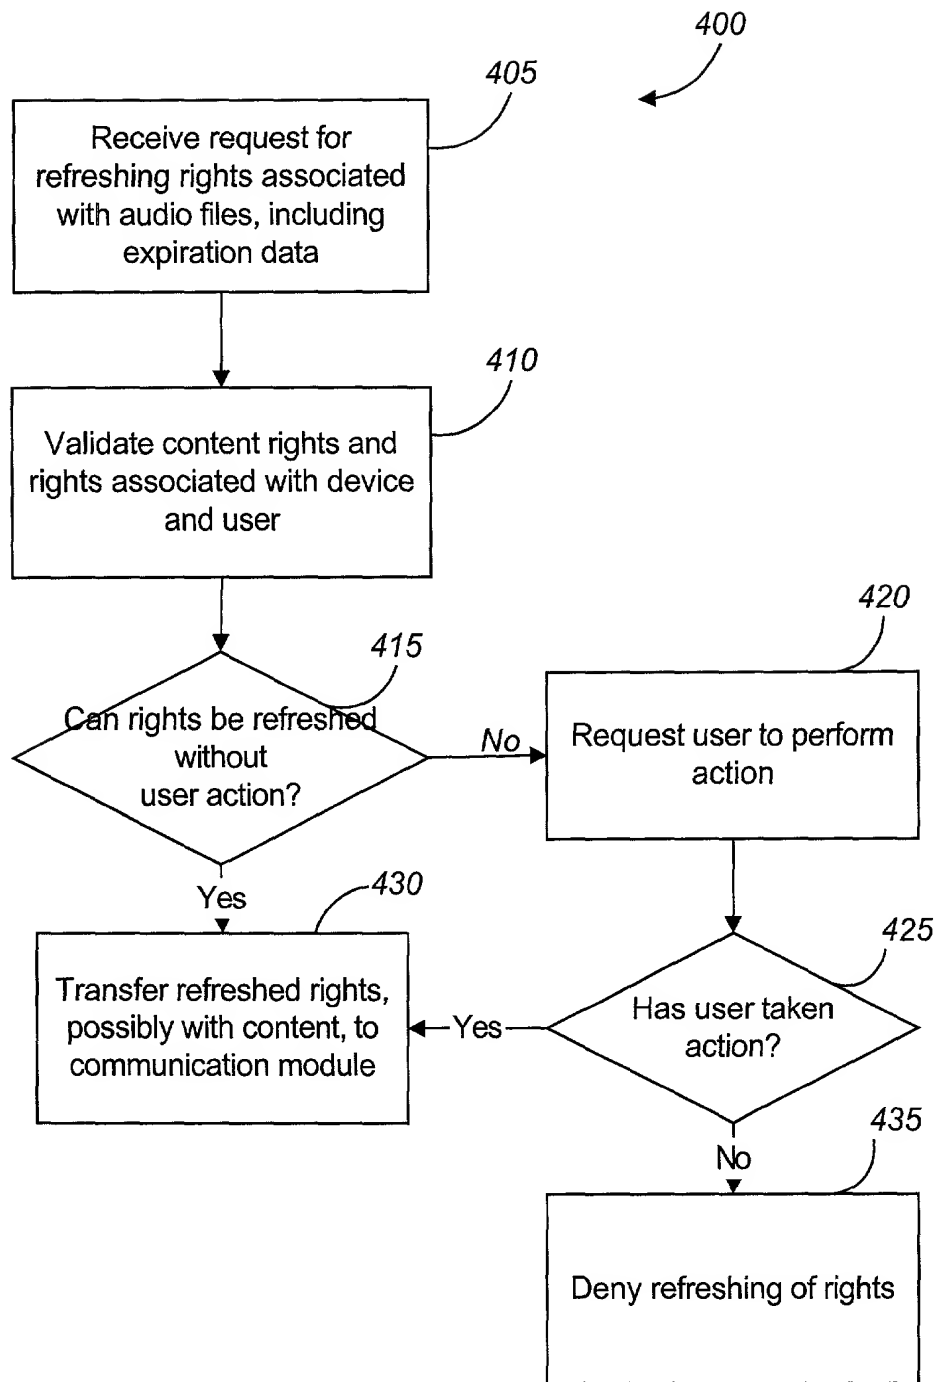 400
405
Receive request for
refreshing rights associated
with audio files, including
expiration data
410
Validate content rights and
rights associated with device
and user
415
Can rights be refreshed
without
user action?
No
420
Request user to perform
action
Yes
430
Transfer refreshed rights,
possibly with content, to
communication module
425
Has user taken
action?
Yes
No
435
Deny refreshing of rights